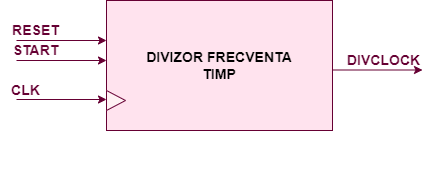 RESET
START
CLK
DIVIZOR FRECVENTA
TIMP
DIVCLOCK